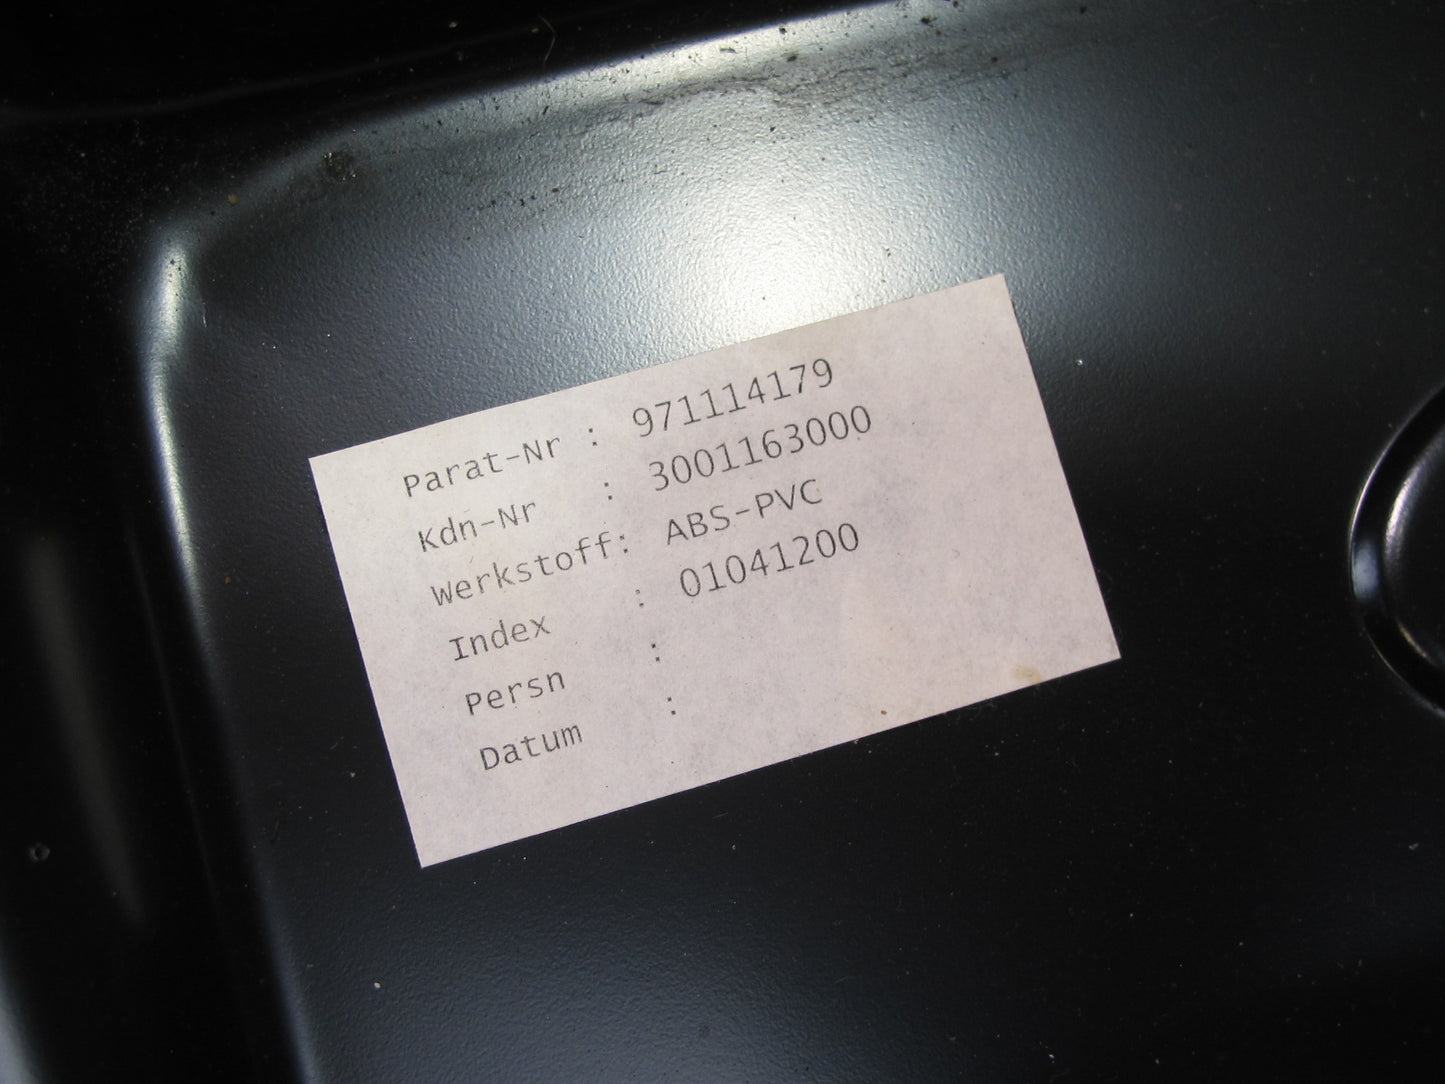 Parat-Nr : 971114179
Kdn-Nr : 3001163000
Werkstoff: ABS-PVC
Index : 01041200
Persn :
Datum :